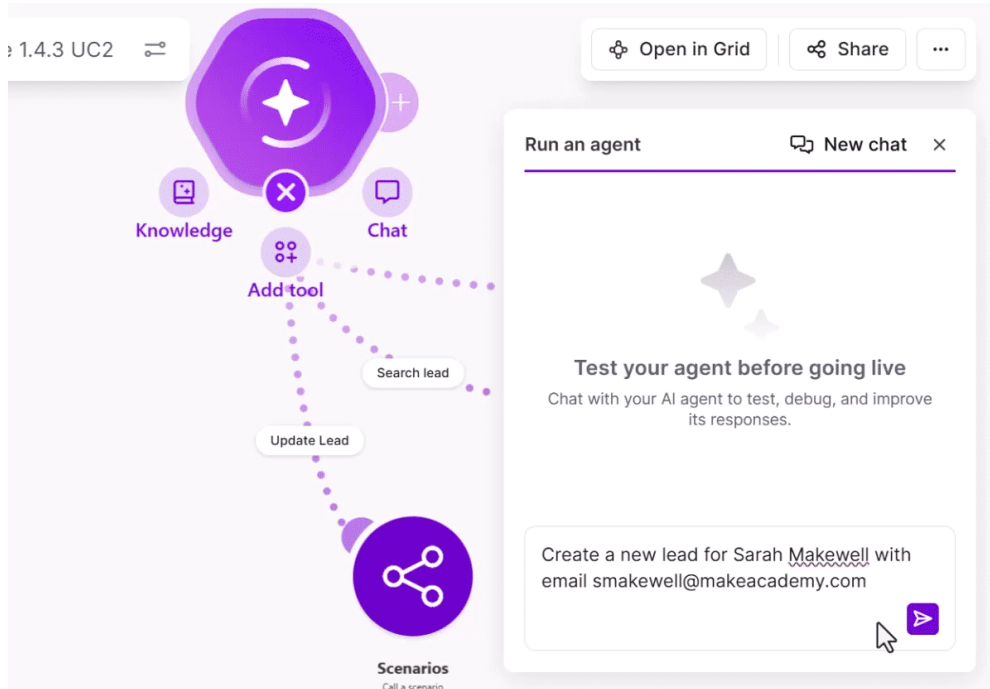 e 1.4.3 UC2
Open in Grid
Share
Run an agent
New chat
Knowledge
Chat
Add tool
Search lead
Update Lead
Test your agent before going live
Chat with your AI agent to test, debug, and improve
its responses.
Create a new lead for Sarah Makewell with
email smakewell@makeacademy.com
Scenarios
Call a scenario